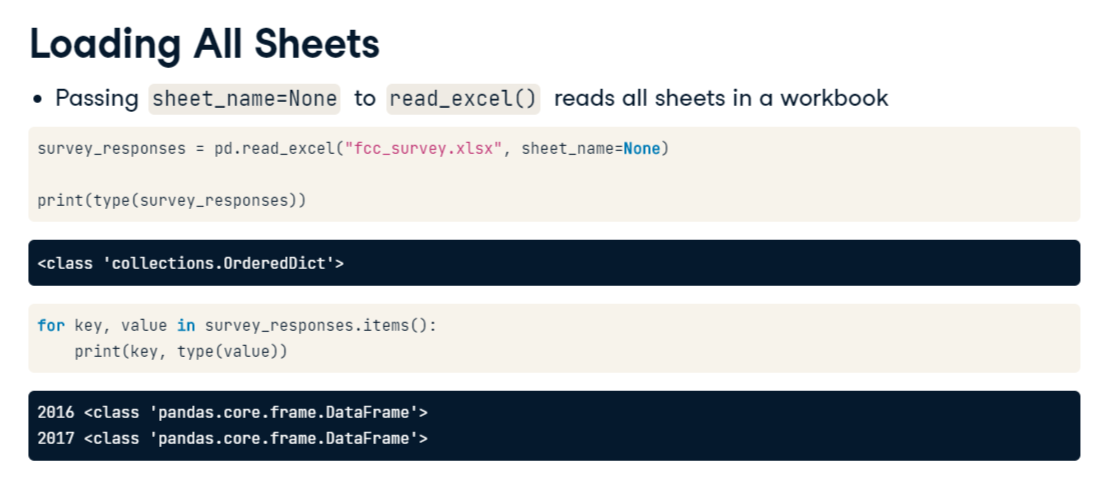 Loading All Sheets
• Passing sheet_name=None to read_excel() reads all sheets in a workbook
survey_responses = pd.read_excel("fcc_survey.xlsx", sheet_name=None)
print(type(survey_responses))
<class 'collections.OrderedDict'>
for key, value in survey_responses.items():
    print(key, type(value))
2016 <class 'pandas.core.frame.DataFrame'>
2017 <class 'pandas.core.frame.DataFrame'>